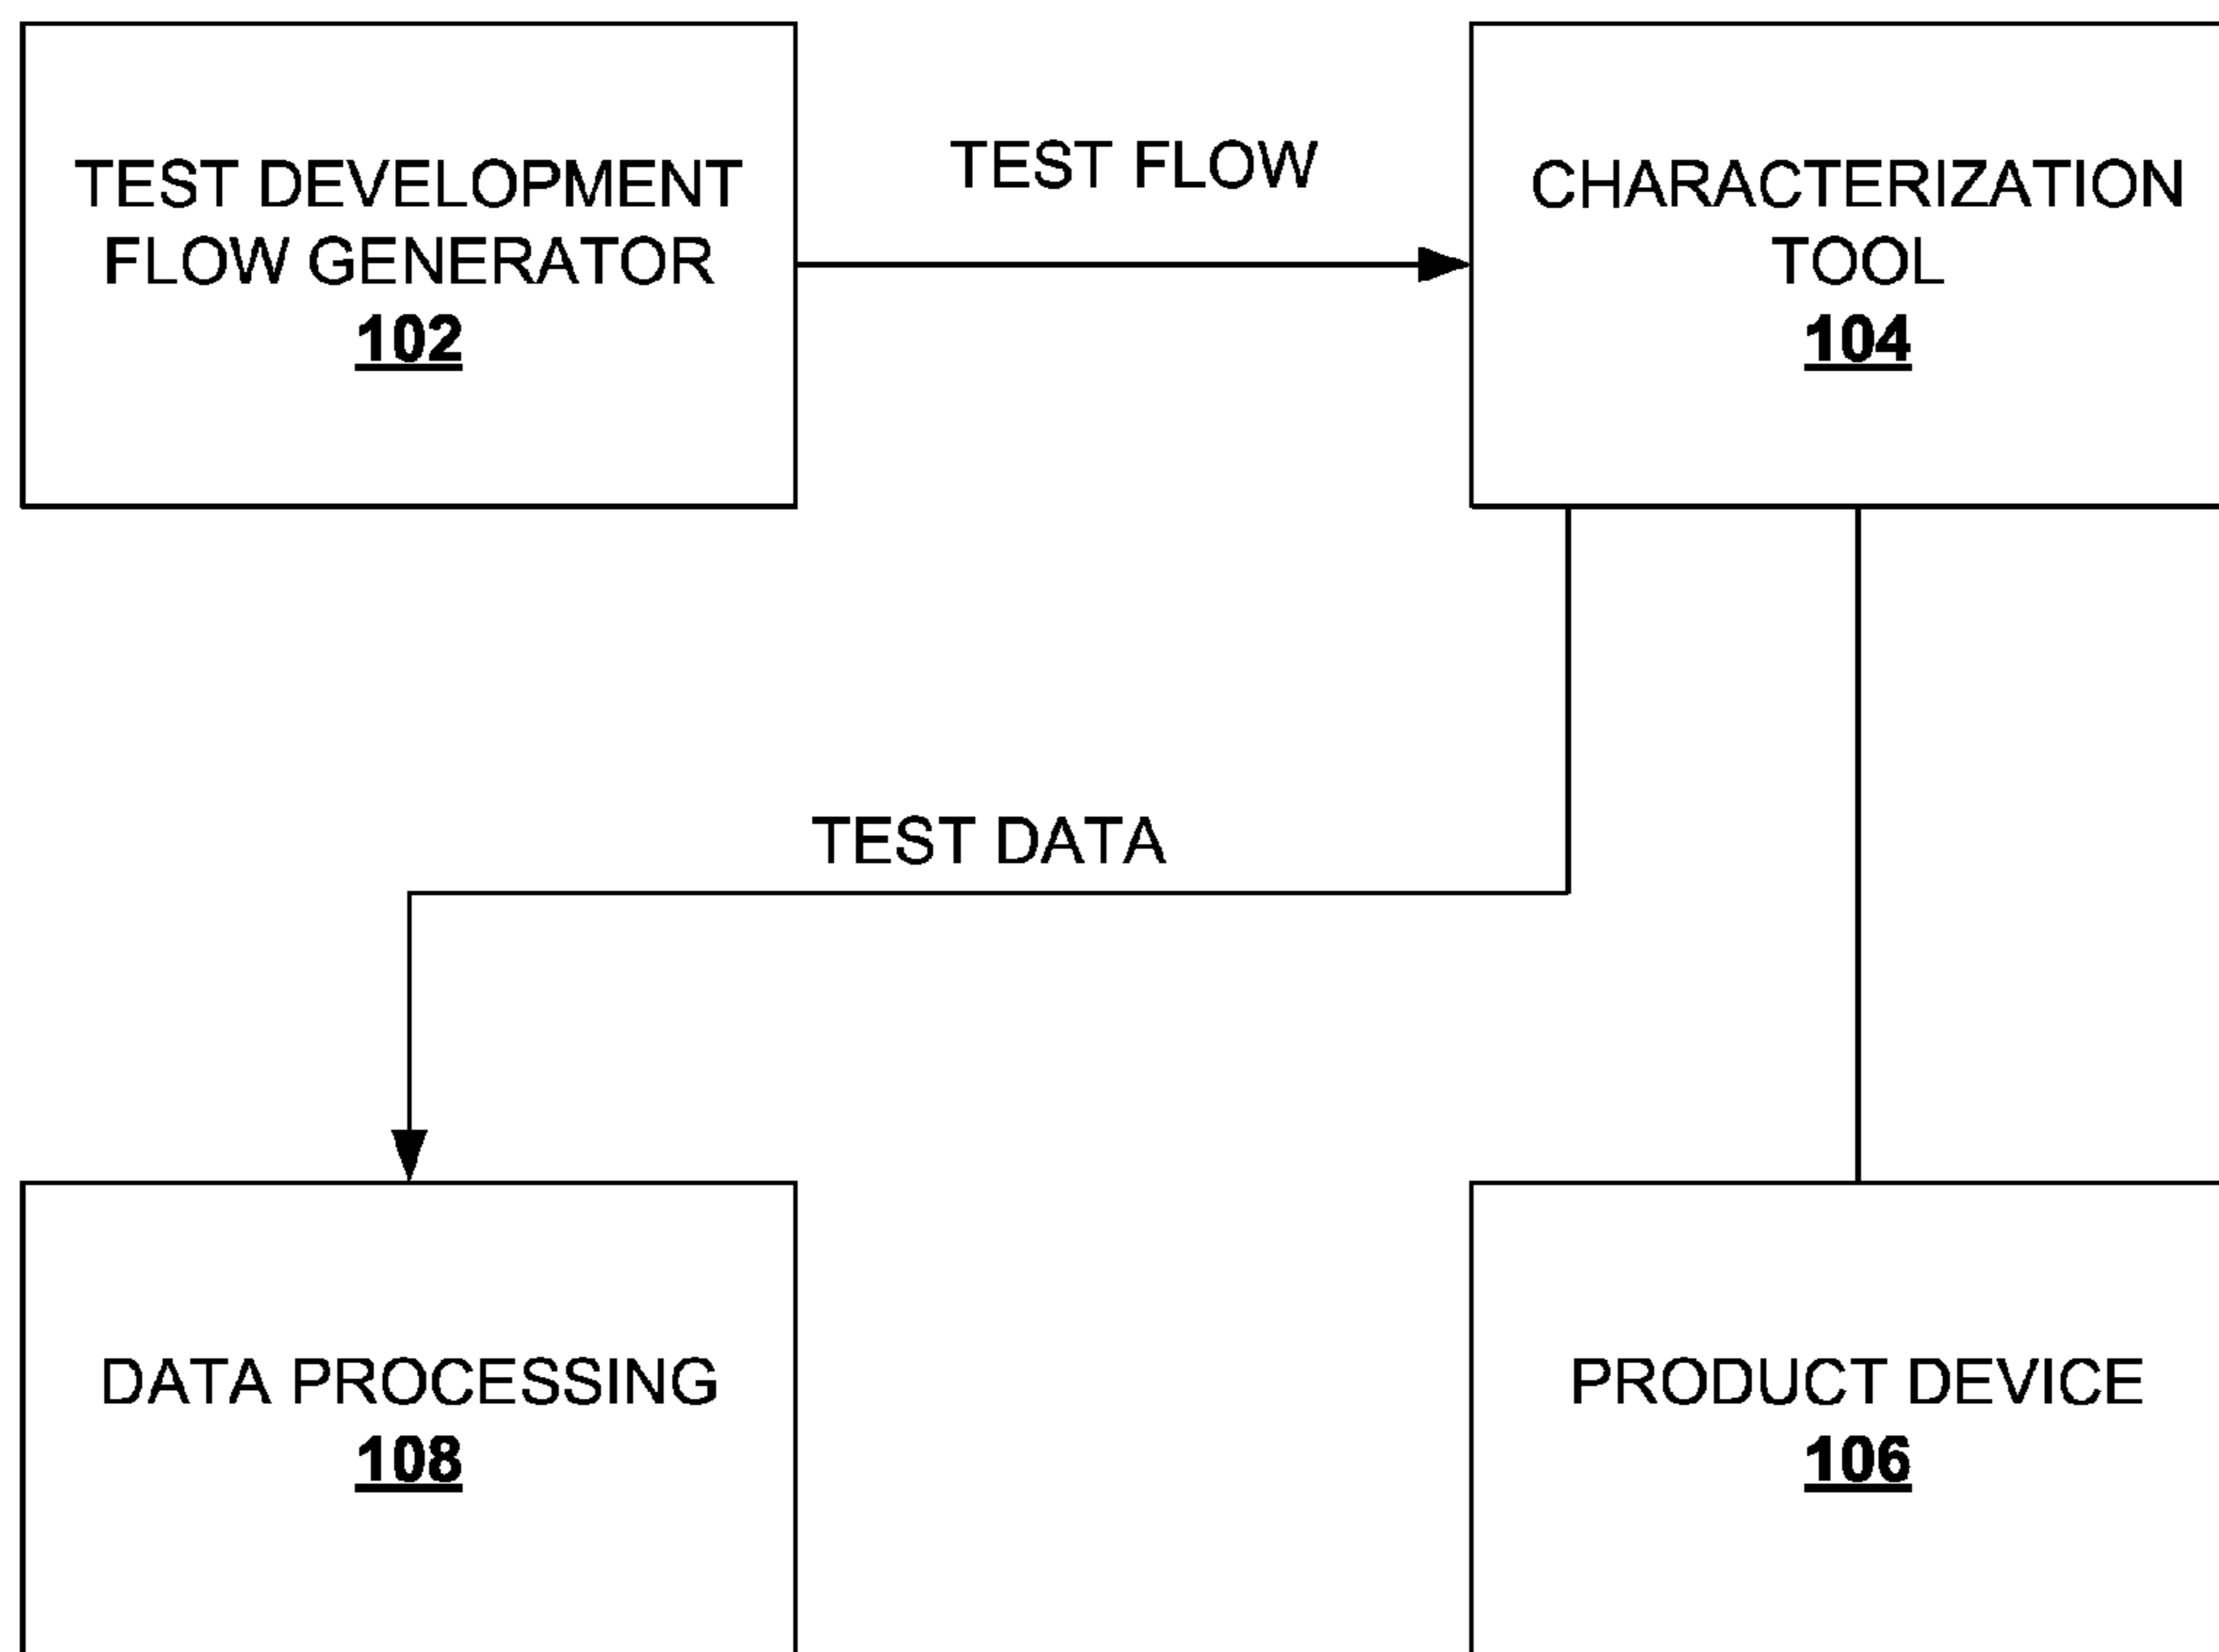 TEST DEVELOPMENT
FLOW GENERATOR
102
TEST FLOW
CHARACTERIZATION
TOOL
104
TEST DATA
DATA PROCESSING
108
PRODUCT DEVICE
106